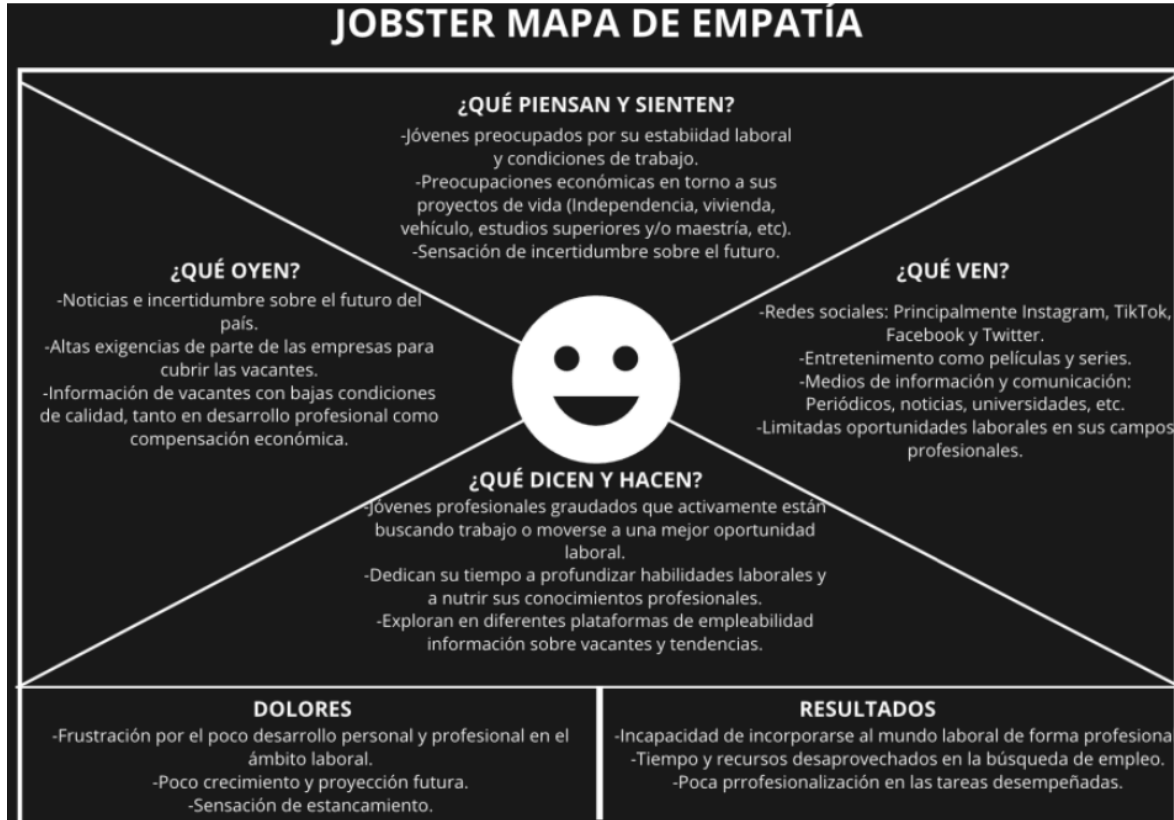 JOBSTER MAPA DE EMPATÍA
¿QUÉ PIENSAN Y SIENTEN?
-Jóvenes preocupados por su estabiidad laboral
y condiciones de trabajo.
-Preocupaciones económicas en torno a sus
proyectos de vida (Independencia, vivienda,
vehículo, estudios superiores y/o maestría, etc).
-Sensación de incertidumbre sobre el futuro.
¿QUÉ OYEN?
-Noticias e incertidumbre sobre el futuro del
país.
-Altas exigencias de parte de las empresas para
cubrir las vacantes.
-Información de vacantes con bajas condiciones
de calidad, tanto en desarrollo profesional como
compensación económica.
¿QUÉ VEN?
-Redes sociales: Principalmente Instagram, TikTok,
Facebook y Twitter.
-Entretenimiento como películas y series.
-Medios de información y comunicación:
Periódicos, noticias, universidades, etc.
-Limitadas oportunidades laborales en sus campos
profesionales.
¿QUÉ DICEN Y HACEN?
-Jóvenes profesionales graudados que activamente están
buscando trabajo o moverse a una mejor oportunidad
laboral.
-Dedican su tiempo a profundizar habilidades laborales y
a nutrir sus conocimientos profesionales.
-Exploran en diferentes plataformas de empleabilidad
información sobre vacantes y tendencias.
DOLORES
-Frustración por el poco desarrollo personal y profesional en el
ámbito laboral.
-Poco crecimiento y proyección futura.
-Sensación de estancamiento.
RESULTADOS
-Incapacidad de incorporarse al mundo laboral de forma profesiona
-Tiempo y recursos desaprovechados en la búsqueda de empleo.
-Poca prrofesionalización en las tareas desempeñadas.